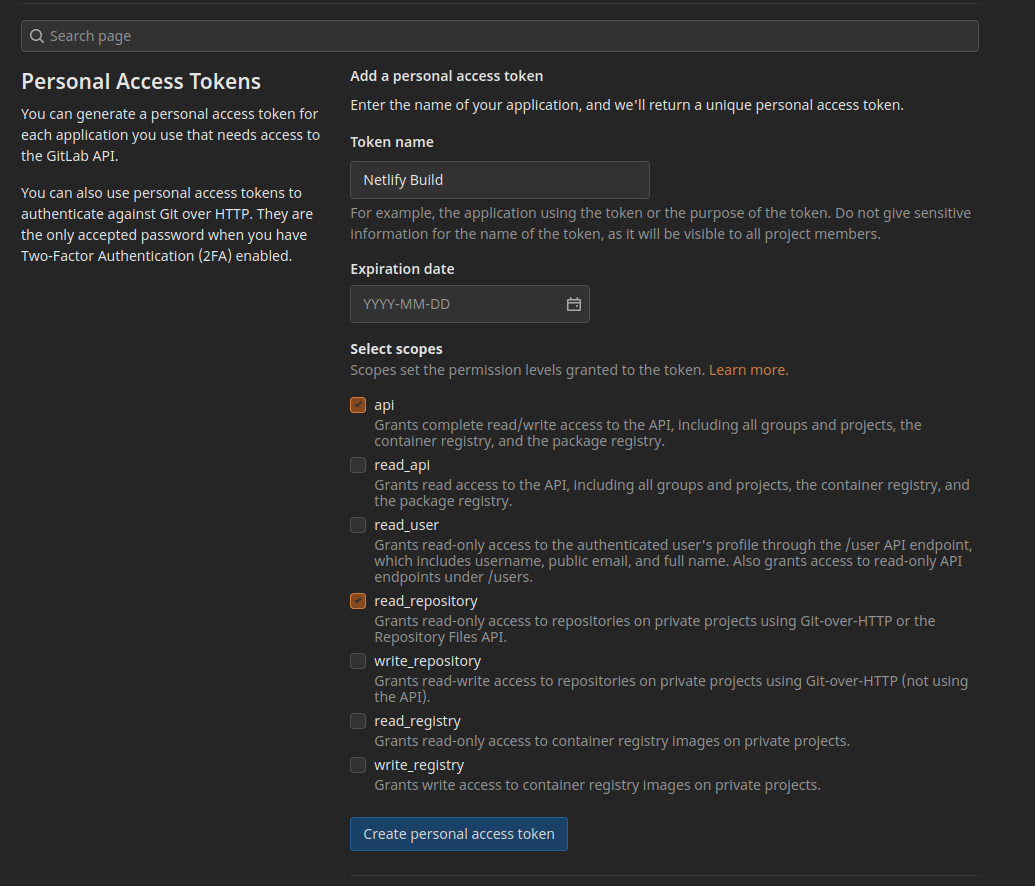 Search page
Personal Access Tokens
You can generate a personal access token for
each application you use that needs access to
the GitLab API.
You can also use personal access tokens to
authenticate against Git over HTTP. They are
the only accepted password when you have
Two-Factor Authentication (2FA) enabled.
Add a personal access token
Enter the name of your application, and we'll return a unique personal access token.
Token name
Netlify Build
For example, the application using the token or the purpose of the token. Do not give sensitive
information for the name of the token, as it will be visible to all project members.
Expiration date
YYYY-MM-DD
Select scopes
Scopes set the permission levels granted to the token. Learn more.
api
Grants complete read/write access to the API, including all groups and projects, the
container registry, and the package registry.
read_api
Grants read access to the API, including all groups and projects, the container registry, and
the package registry.
read_user
Grants read-only access to the authenticated user's profile through the /user API endpoint,
which includes username, public email, and full name. Also grants access to read-only API
endpoints under /users.
read_repository
Grants read-only access to repositories on private projects using Git-over-HTTP or the
Repository Files API.
write_repository
Grants read-write access to repositories on private projects using Git-over-HTTP (not using
the API).
read_registry
Grants read-only access to container registry images on private projects.
write_registry
Grants write access to container registry images on private projects.
Create personal access token